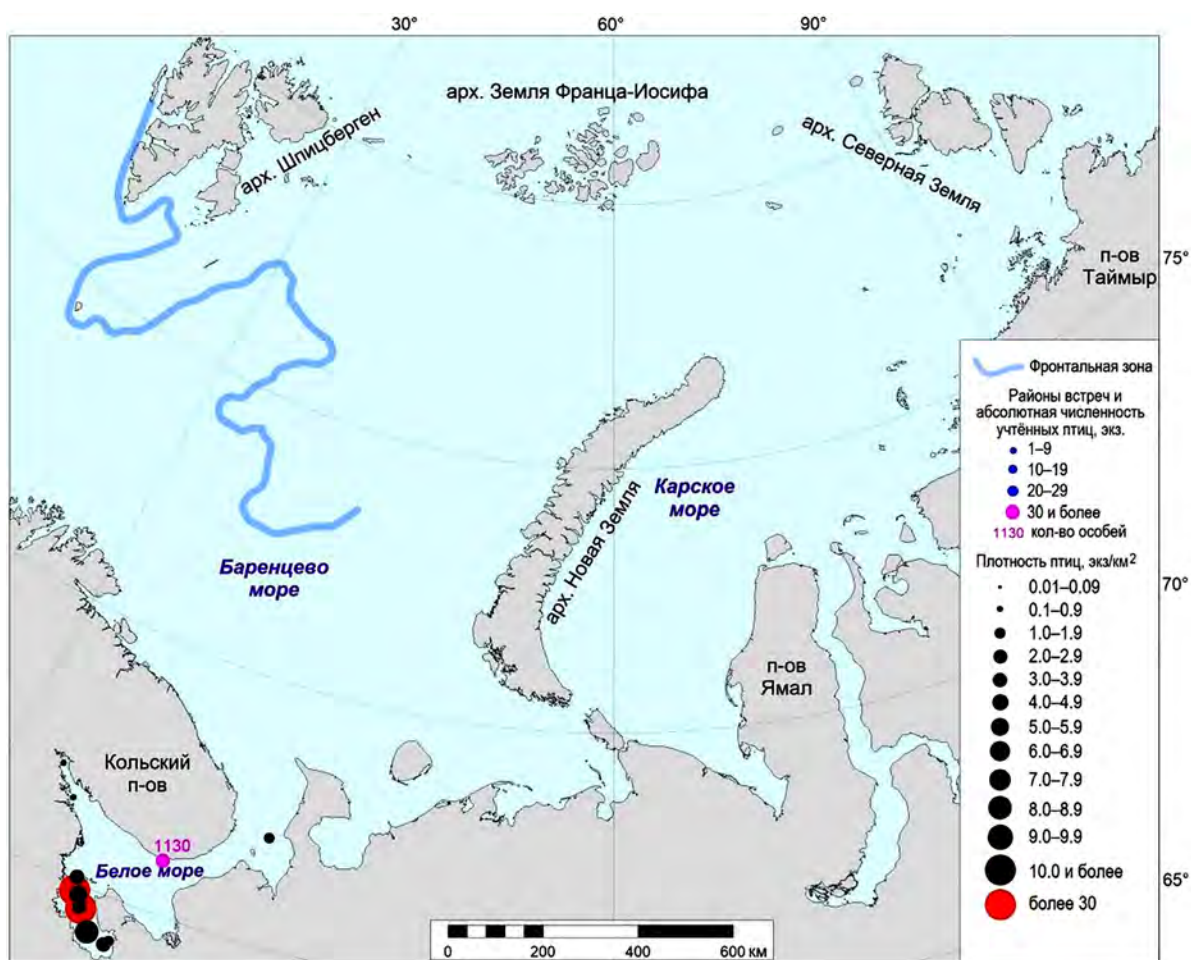 30°
60°
90°
арх. Земля Франца-Иосифа
арх. Шпицберген
арх. Северная Земля
п-ов
Таймыр
75°
Карское
море
арх. Новая Земля
Баренцево
море
70°
п-ов
Ямал
Кольский
п-ов
1130
Белое море
65°
0
200
400
600 км
Фронтальная зона
Районы встреч и
абсолютная численность
учтённых птиц, экз.
1–9
10–19
20–29
30 и более
1130 кол-во особей
Плотность птиц, экз/км²
0.01–0.09
0.1–0.9
1.0–1.9
2.0–2.9
3.0–3.9
4.0–4.9
5.0–5.9
6.0–6.9
7.0–7.9
8.0–8.9
9.0–9.9
10.0 и более
более 30